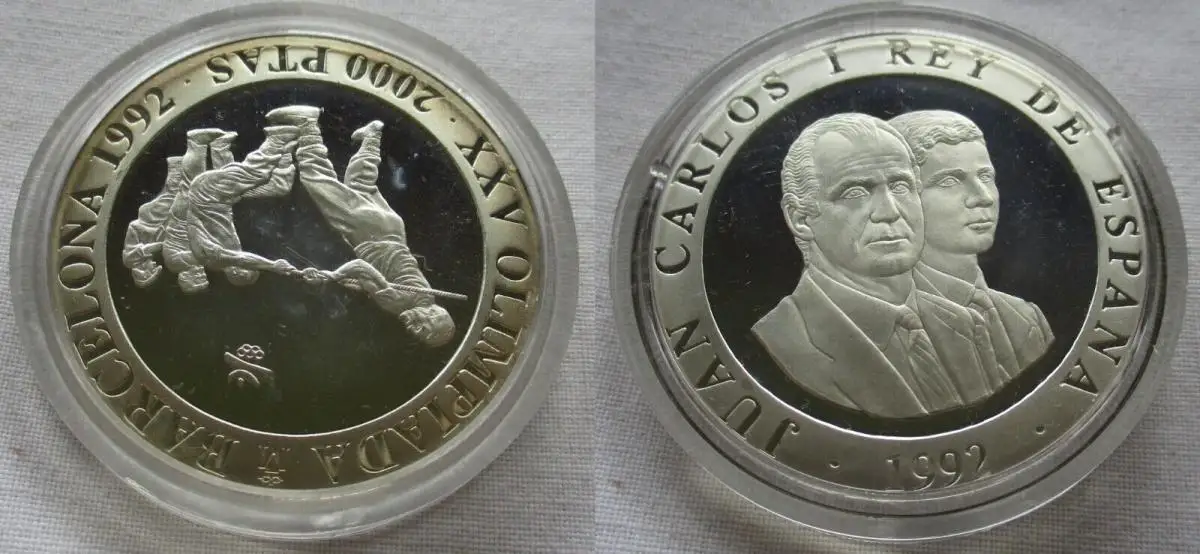 XXV OLIMPIADA M BARCELONA 1992 · 2000 PTAS ·
JUAN CARLOS I REY DE ESPAÑA · 1992 ·